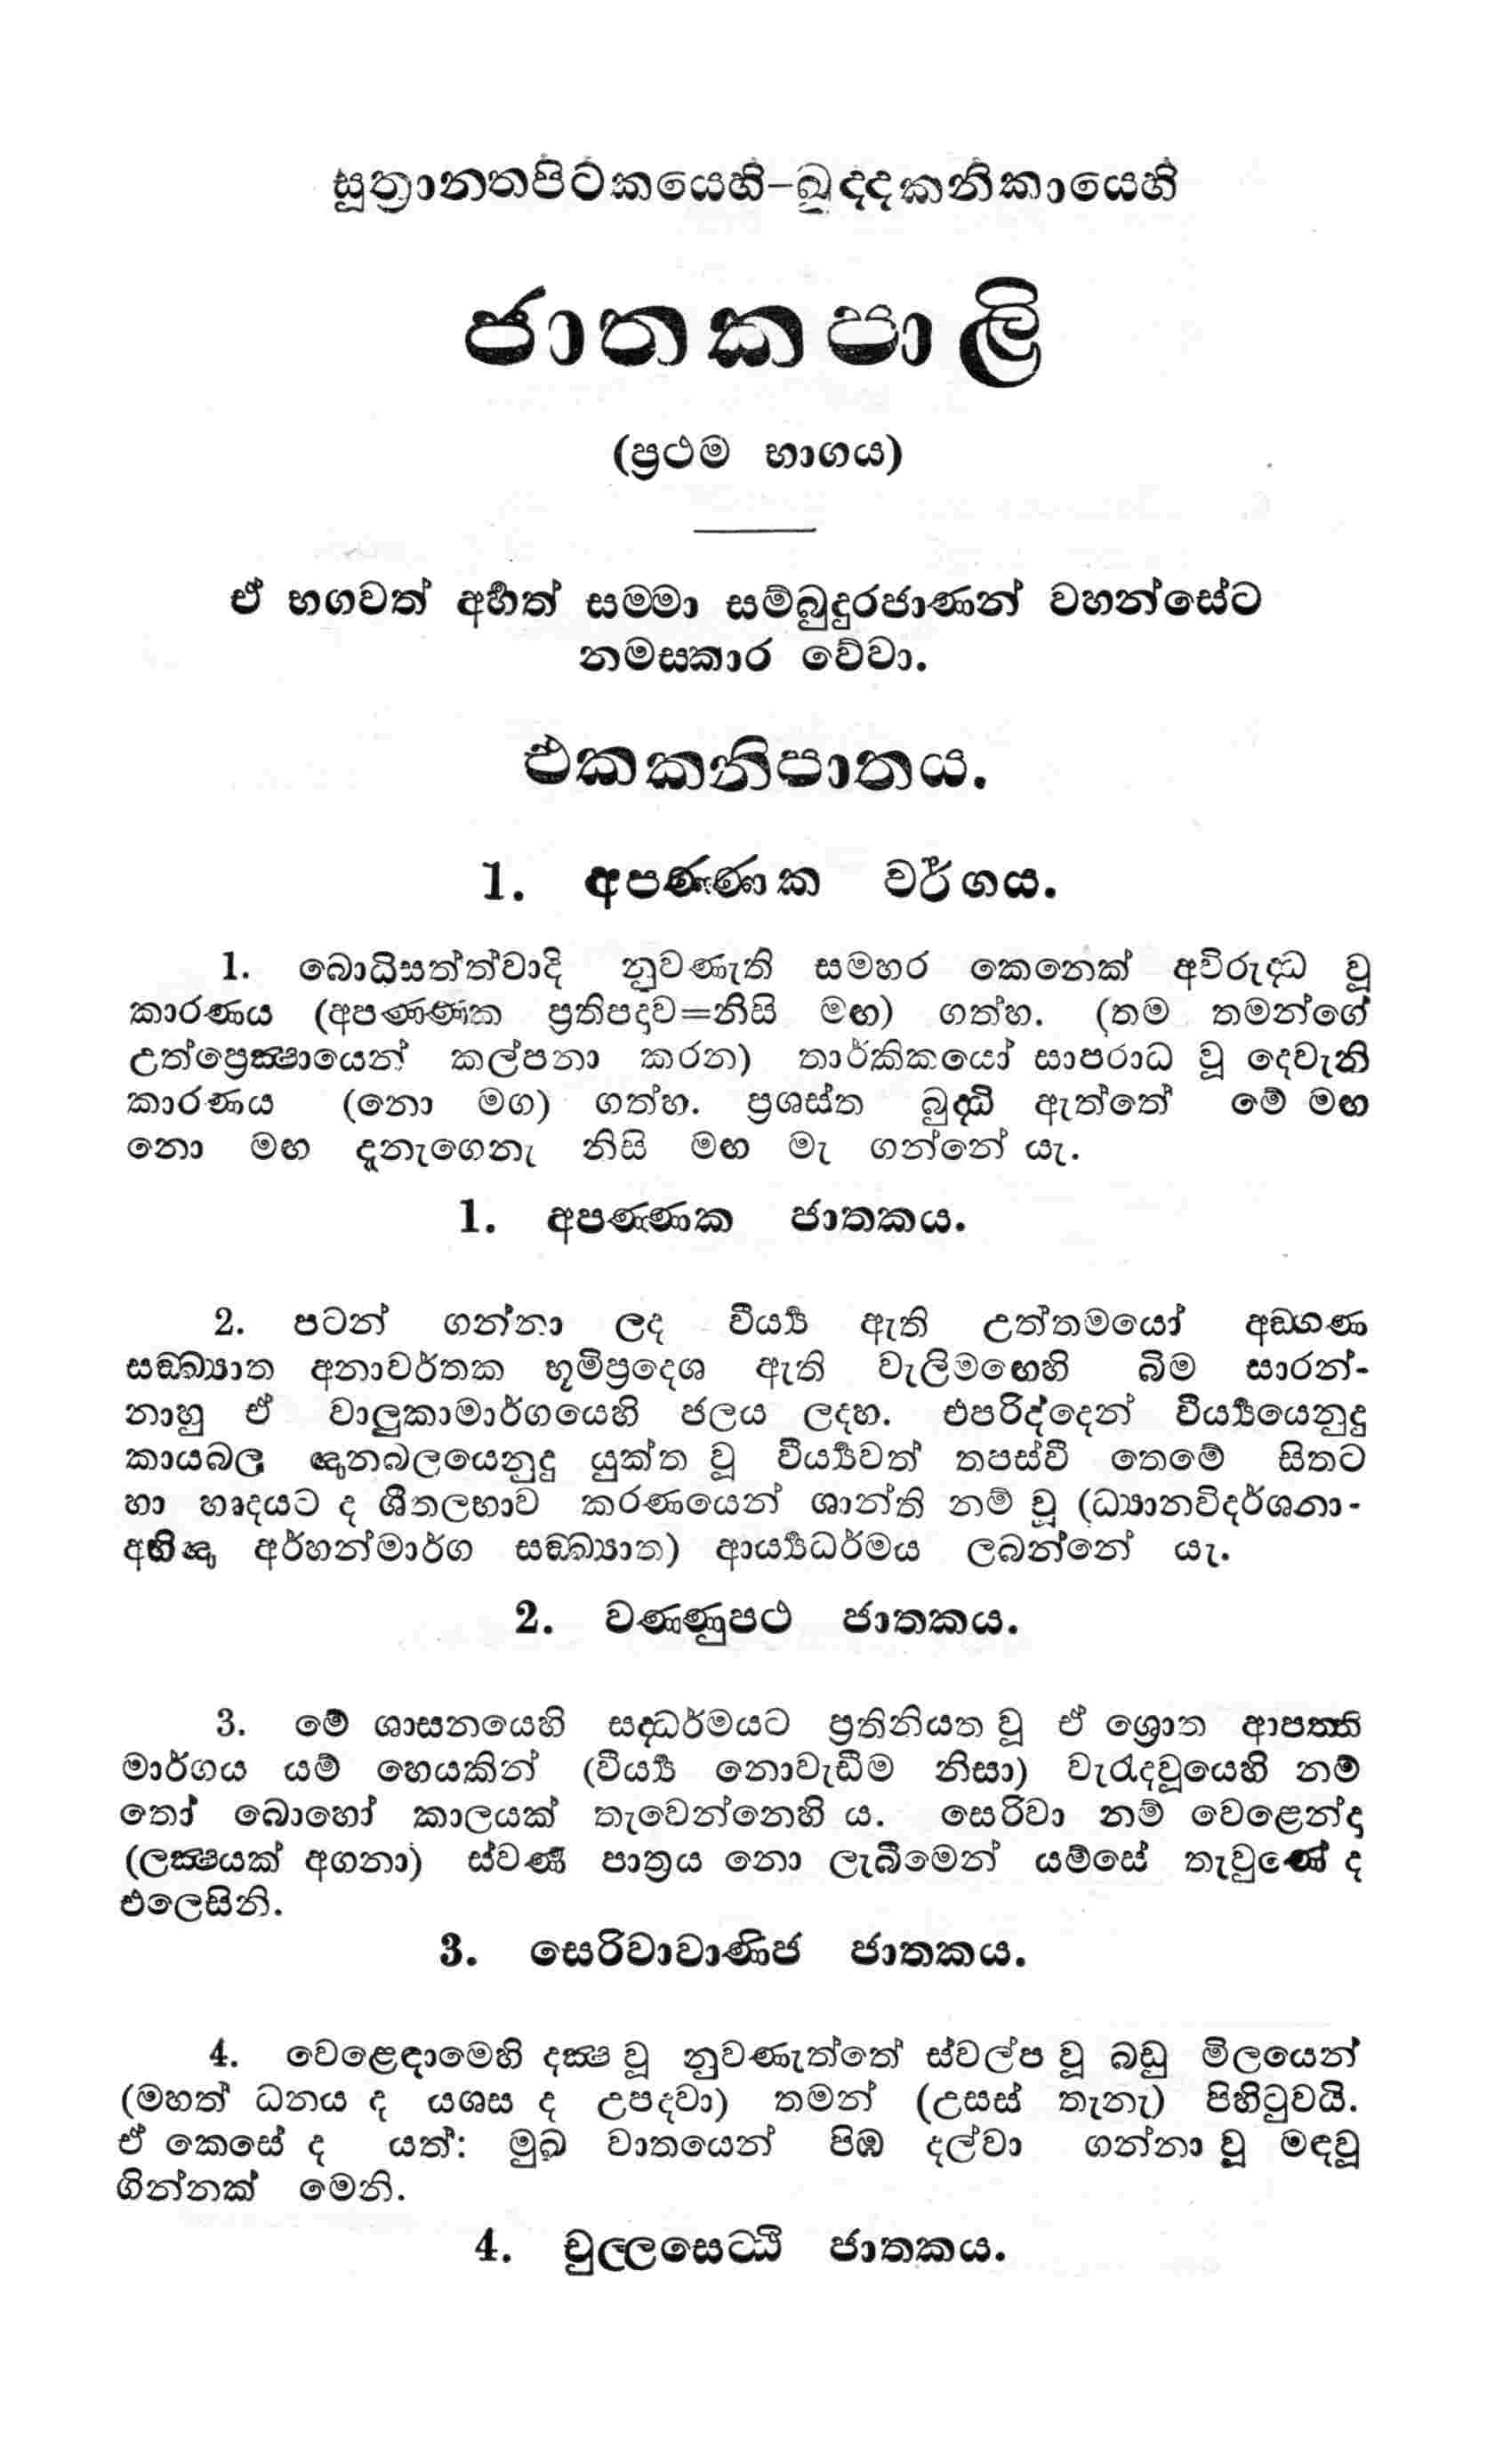 සූත්‍රාන‍්තපිටකයෙහි-ඛුද‍්දකනිකායෙහි
ජාතකපාලි
(ප්‍රථම භාගය)
ඒ භගවත් අර්‍හත් සම‍්මා සම්බුදුරජාණන් වහන්සේට
නමස‍්කාර වේවා.
එකකනිපාතය.
1. අපණ‍්ණක වර්ගය.
1. බොධිසත්ත්වාදි නුවණැති සමහර කෙනෙක් අවිරුද්‍ධ වූ
කාරණය (අපණ‍්ණක ප්‍රතිපදාව=නිසි මඟ) ගත්හ. (තම තමන්ගේ
උත්ප්‍රෙක්‍ෂායෙන් කල්පනා කරන) තාර්කිකයෝ සාපරාධ වූ දෙවැනි
කාරණය (නො මග) ගත්හ. ප්‍රශස්ත බුද්‍ධි ඇත්තේ මේ මඟ
නො මඟ දැනැගෙනැ නිසි මඟ මැ ගන්නේ යැ.
1. අපණ‍්ණක ජාතකය.
2. පටන් ගන්නා ලද වීර්‍ය්‍ය ඇති උත්තමයෝ අඞ‍්ගණ
සඞ‍්ඛ්‍යාත අනාවර්තක භූමිප්‍රදෙශ ඇති වැලිමඟෙහි බිම සාරන්-
නාහු ඒ වාලුකාමාර්ගයෙහි ජලය ලදහ. එපරිද්දෙන් වීර්‍ය්‍යයෙනුදු
කායබල ඥානබලයෙනුදු යුක්ත වූ වීර්‍ය්‍යවත් තපස්වී තෙමේ සිතට
හා හෘදයට ද ශීතලභාව කරණයෙන් ශාන්ති නම් වූ (ධ්‍යානවිදර්ශනා-
අභිඥා අර්හන්මාර්ග සඞ‍්ඛ්‍යාත) ආර්‍ය්‍යධර්මය ලබන්නේ යැ.
2. වණ‍්ණුපථ ජාතකය.
3. මේ ශාසනයෙහි සද්‍ධර්මයට ප්‍රතිනියත වූ ඒ ශ්‍රොත ආපත‍්ති
මාර්ගය යම් හෙයකින් (වීර්‍ය්‍ය නොවැඩීම නිසා) වැරැදවූයෙහි නම්
තෝ බොහෝ කාලයක් තැවෙන්නෙහි ය. සෙරිවා නම් වෙළෙන්දා
(ලක්‍ෂයක් අගනා) ස්වර්‍ණ පාත්‍රය නො ලැබීමෙන් යම්සේ තැවුණේ ද
එලෙසිනි.
3. සෙරිවාවාණිජ ජාතකය.
4. වෙළෙඳාමෙහි දක්‍ෂ වූ නුවණැත්තේ ස්වල්ප වූ බඩු මිලයෙන්
(මහත් ධනය ද යශස ද උපදවා) තමන් (උසස් තැනැ) පිහිටුවයි.
ඒ කෙසේ ද යත්: මුඛ වාතයෙන් පිඹ දල්වා ගන්නා වූ මඳවූ
ගින්නක් මෙනි.
4. චුල‍්ලසෙට‍්ඨි ජාතකය.